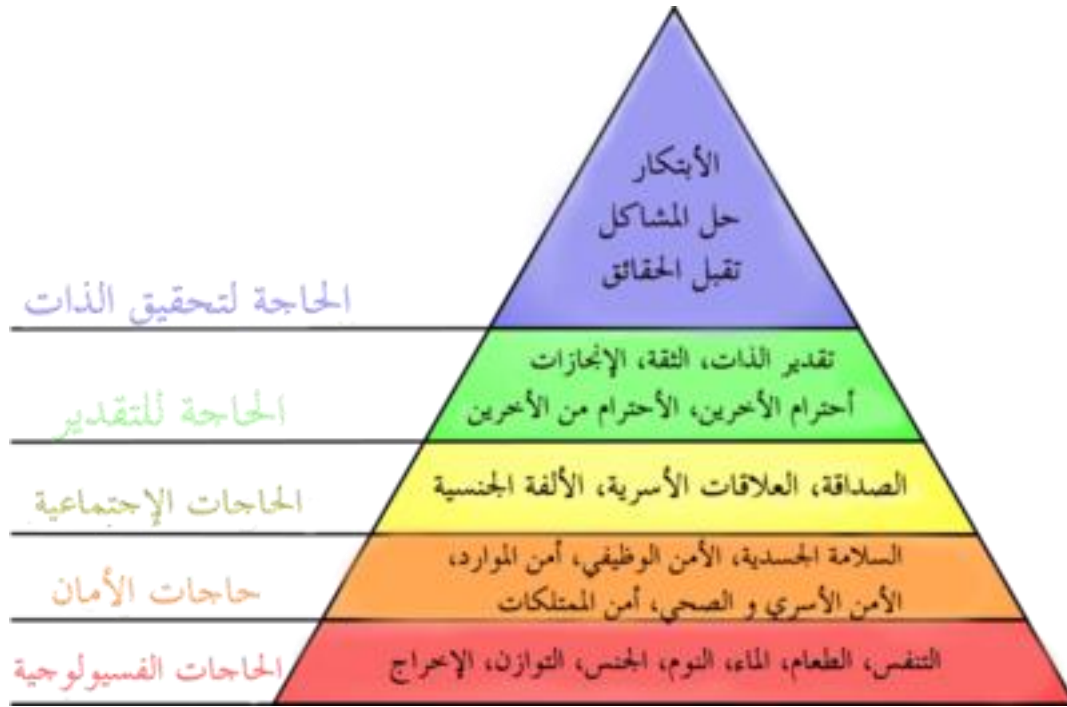 الأبتكار
حل المشاكل
تقبل الحقائق
الحاجة لتحقيق الذات
تقدير الذات، الثقة، الإنجازات
أحترام الأخرين، الأحترام من الأخرين
الحاجة للتقدير
الصداقة، العلاقات الأسرية، الألفة الجنسية
الحاجات الإجتماعية
السلامة الجسدية، الأمن الوظيفي، أمن الموارد،
الأمن الأسري و الصحي، أمن الممتلكات
حاجات الأمان
التنفس، الطعام، الماء، النوم، الجنس، التوازن، الإخراج
الحاجات الفسيولوجية